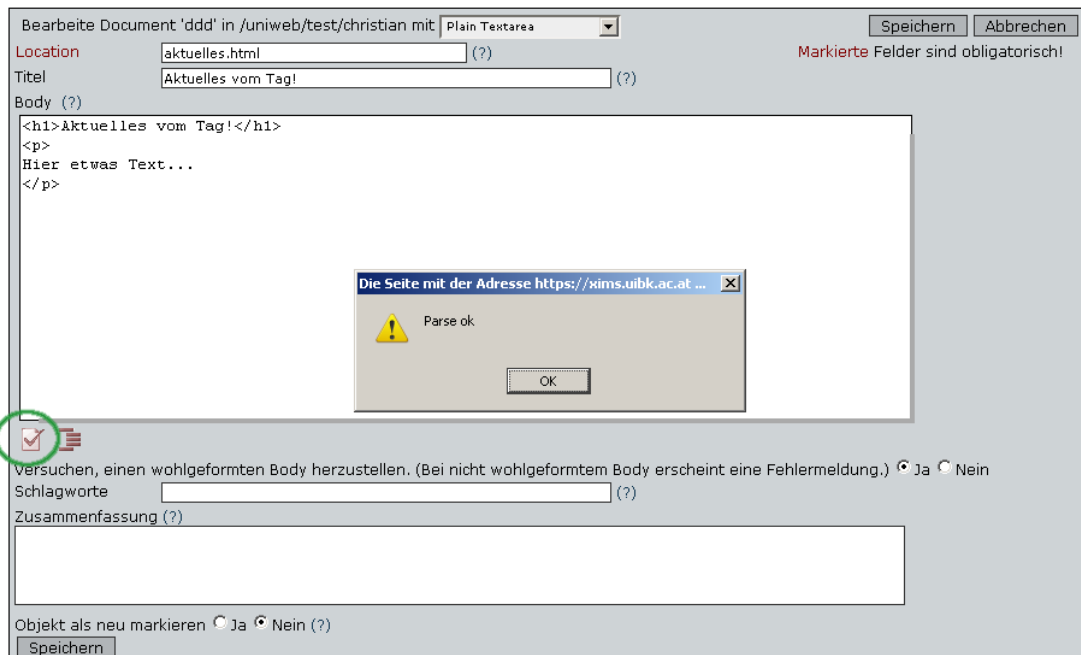 Bearbeite Document 'ddd' in /uniweb/test/christian mit Plain Textarea Speichern Abbrechen
Location aktuelles.html (?) Markierte Felder sind obligatorisch!
Titel Aktuelles vom Tag! (?)
Body (?)
<h1>Aktuelles vom Tag!</h1>
<p>
Hier etwas Text...
</p>
Die Seite mit der Adresse https://xims.uibk.ac.at ...
Parse ok
OK
Versuchen, einen wohlgeformten Body herzustellen. (Bei nicht wohlgeformtem Body erscheint eine Fehlermeldung.) Ja Nein
Schlagworte (?)
Zusammenfassung (?)
Objekt als neu markieren Ja Nein (?)
Speichern